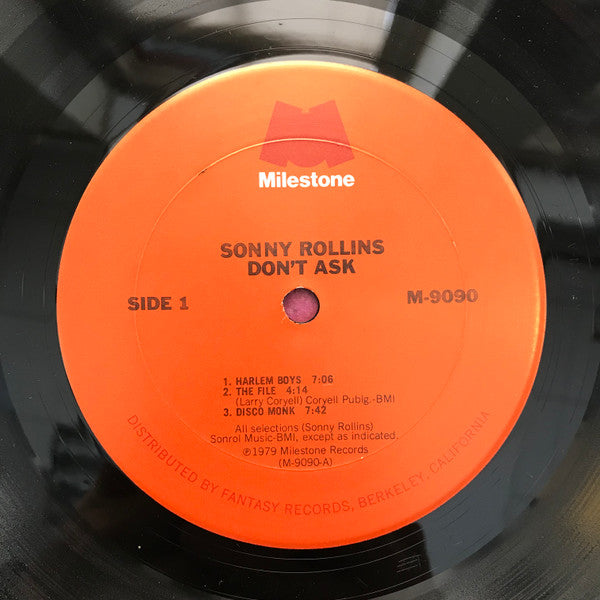 Milestone
SONNY ROLLINS
DON'T ASK
SIDE 1
M-9090
1. HARLEM BOYS 7:06
2. THE FILE 4:14
(Larry Coryell) Coryell Pubig.-BMI
3. DISCO MONK 7:42
All selections (Sonny Rollins)
Sonrol Music-BMI, except as indicated.
℗1979 Milestone Records
(M-9090-A)
DISTRIBUTED BY FANTASY RECORDS, BERKELEY, CALIFORNIA